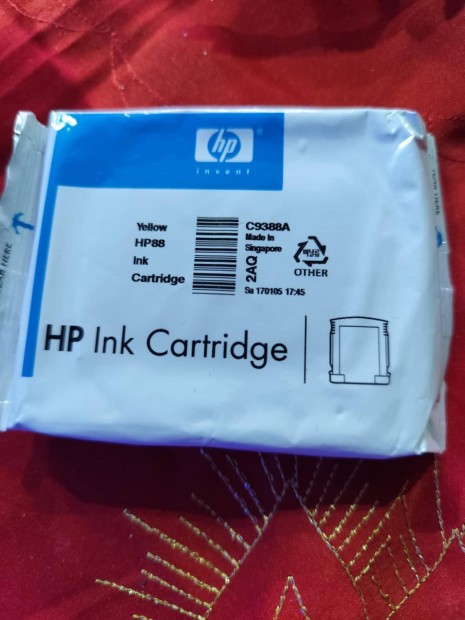 hp
invent
Yellow
HP88
Ink
Cartridge
C9388A
Made in
Singapore
2AQ
Sa 170105 17:45
OTHER
HP Ink Cartridge
HERE